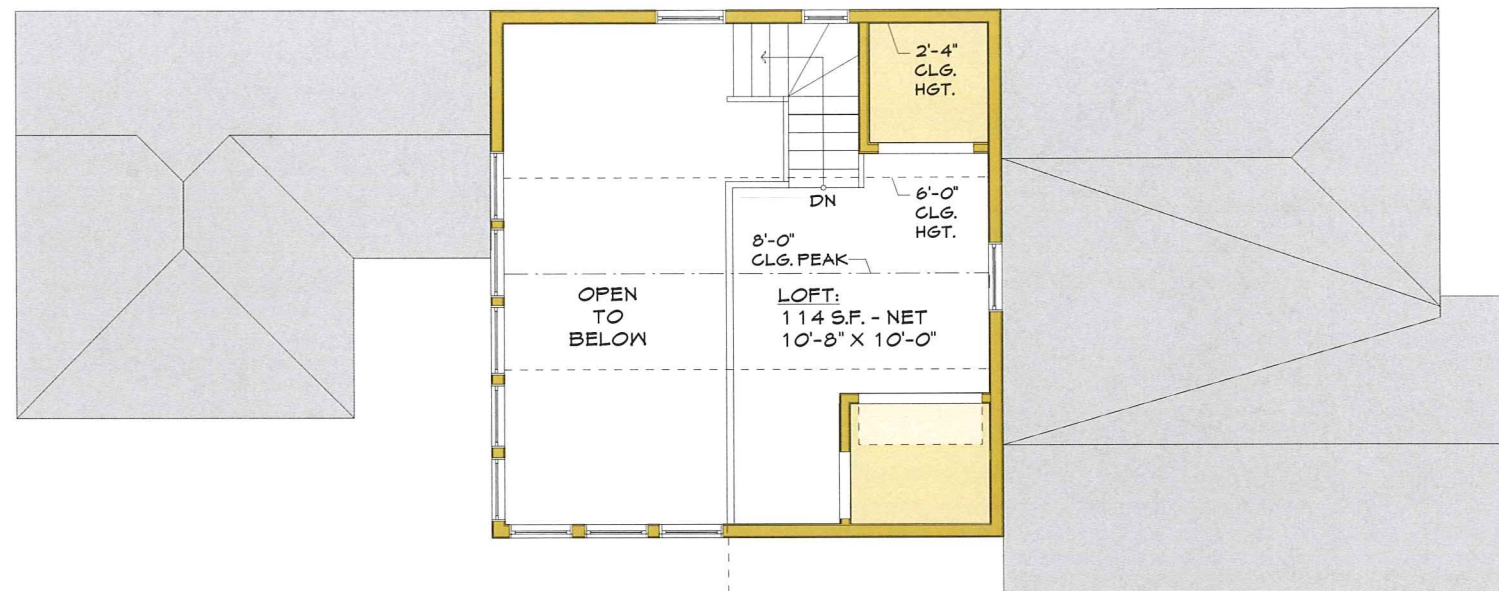 2'-4"
CLG.
HGT.
DN
6'-0"
CLG.
HGT.
8'-0"
CLG. PEAK
OPEN
TO
BELOW
LOFT:
114 S.F. - NET
10'-8" X 10'-0"